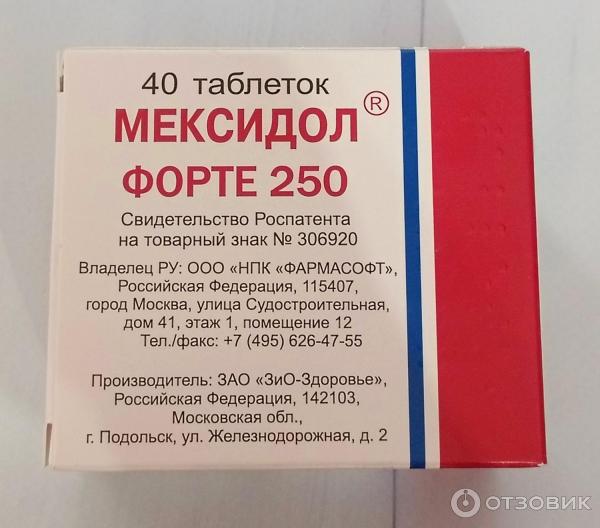 40 таблеток
МЕКСИДОЛ®
ФОРТЕ 250
Свидетельство Роспатента
на товарный знак № 306920
Владелец РУ: ООО «НПК «ФАРМАСОФТ»,
Российская Федерация, 115407,
город Москва, улица Судостроительная,
дом 41, этаж 1, помещение 12
Тел./факс: +7 (495) 626-47-55
Производитель: ЗАО «ЗиО-Здоровье»,
Российская Федерация, 142103,
Московская обл.,
г. Подольск, ул. Железнодорожная, д. 2
ОТЗОВИК